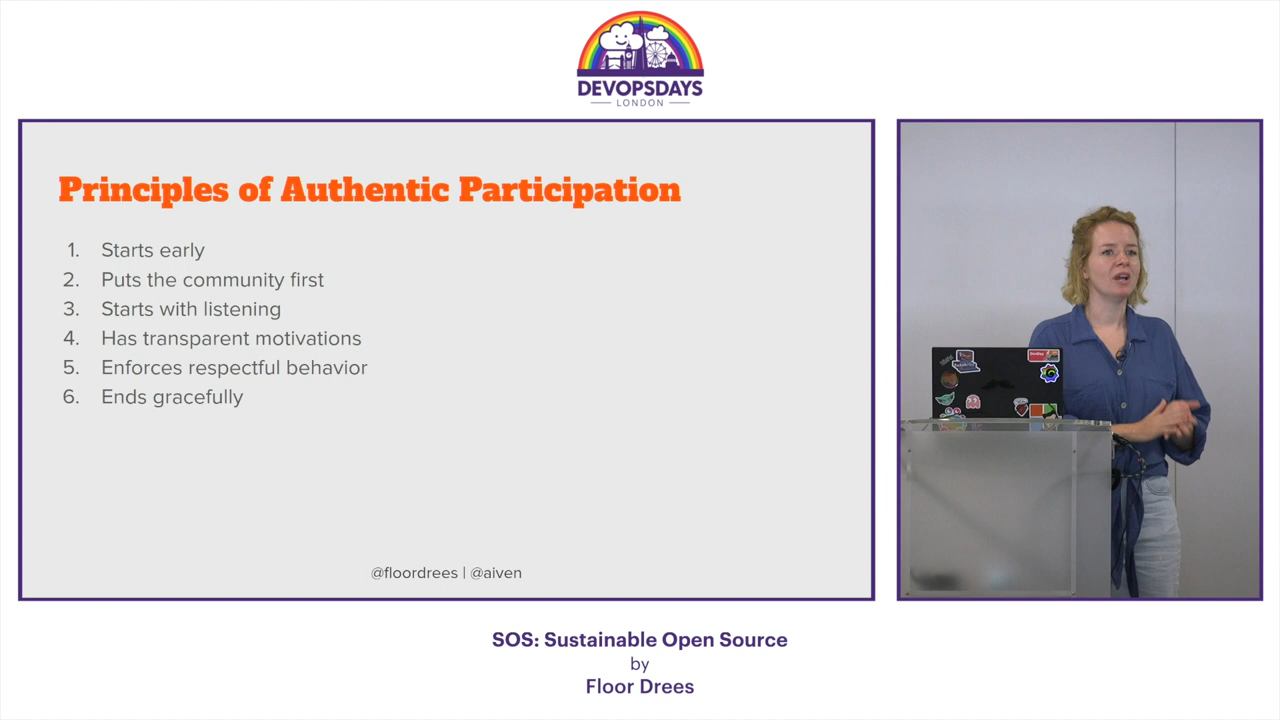 DEVOPSDAYS
LONDON
Principles of Authentic Participation
1. Starts early
2. Puts the community first
3. Starts with listening
4. Has transparent motivations
5. Enforces respectful behavior
6. Ends gracefully
@floordrees | @aiven
SOS: Sustainable Open Source
by
Floor Drees